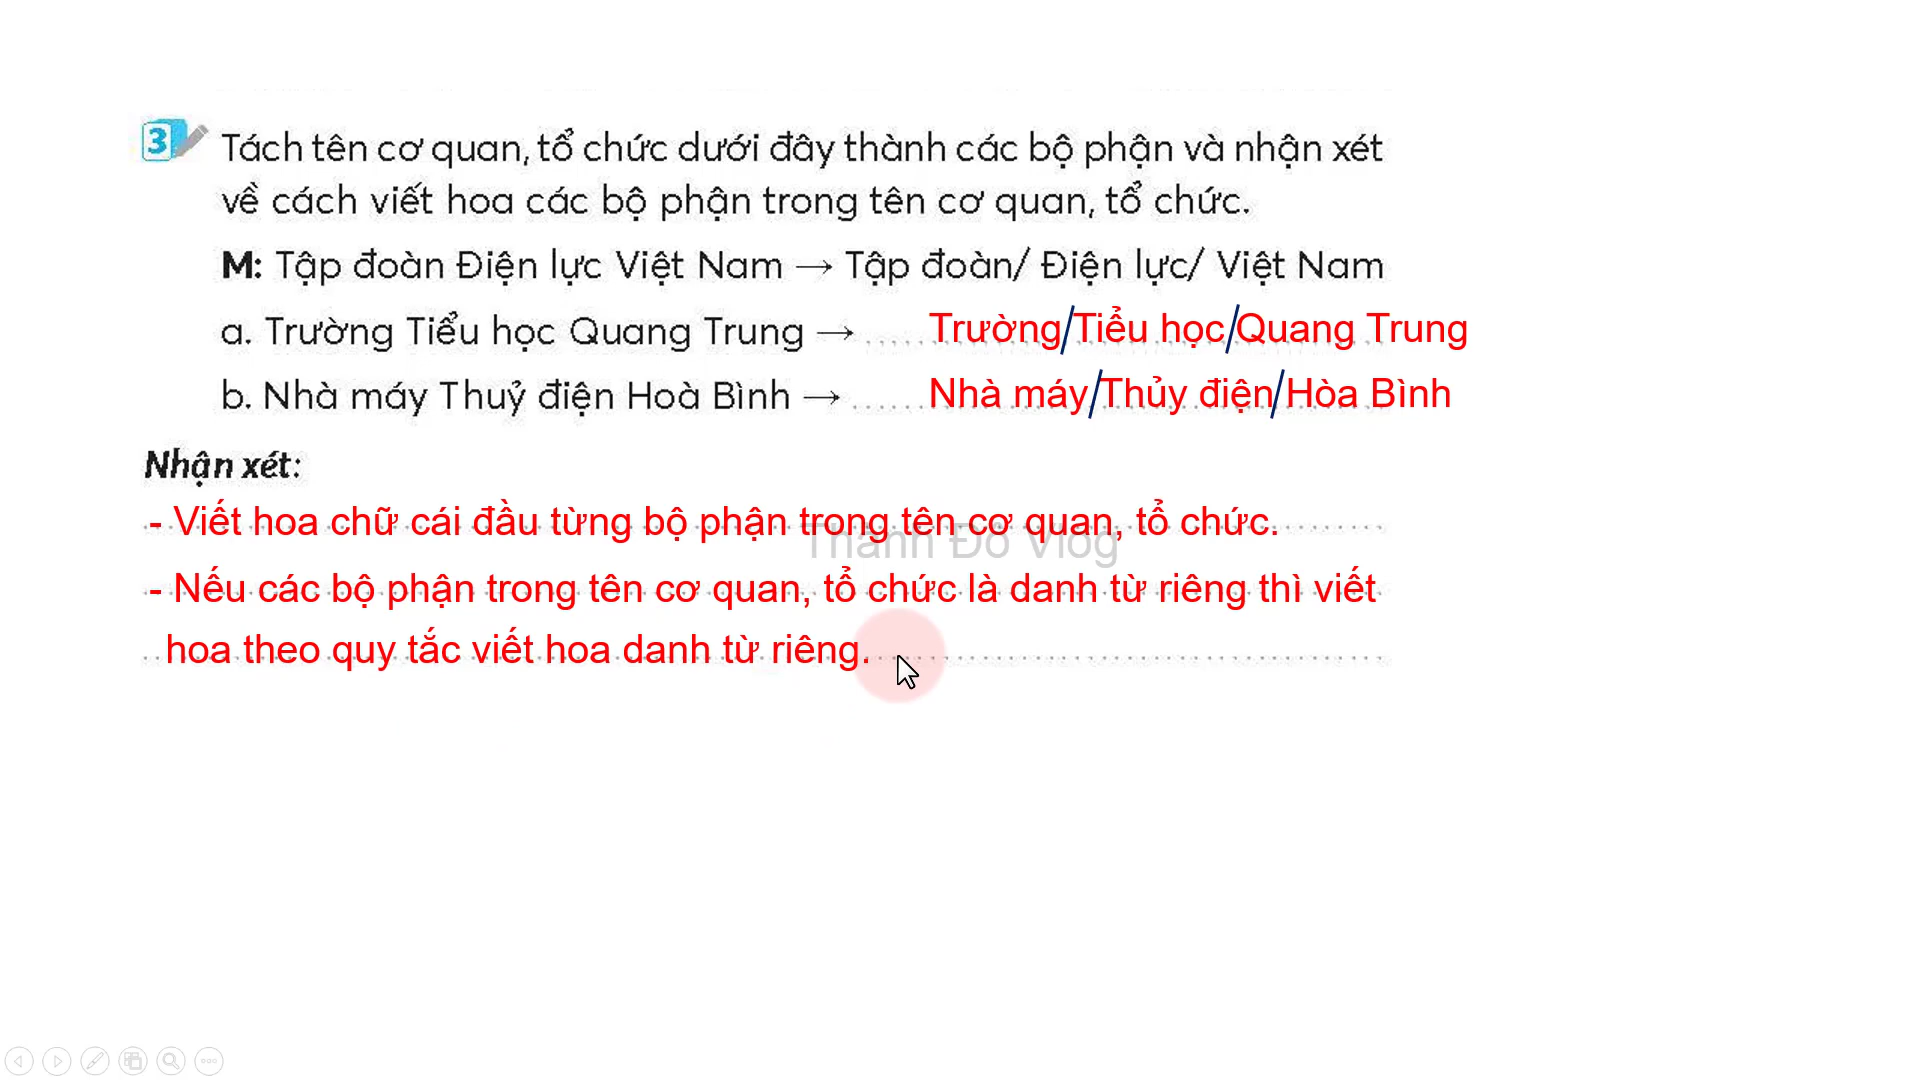 3 Tách tên cơ quan, tổ chức dưới đây thành các bộ phận và nhận xét
về cách viết hoa các bộ phận trong tên cơ quan, tổ chức.
M: Tập đoàn Điện lực Việt Nam → Tập đoàn/ Điện lực/ Việt Nam
a. Trường Tiểu học Quang Trung → ..... Trường/Tiểu học/Quang Trung
b. Nhà máy Thuỷ điện Hoà Bình → ..... Nhà máy/Thủy điện/Hòa Bình
Nhận xét:
- Viết hoa chữ cái đầu từng bộ phận trong tên cơ quan, tổ chức.
Thanh Đô Vlog
- Nếu các bộ phận trong tên cơ quan, tổ chức là danh từ riêng thì viết
hoa theo quy tắc viết hoa danh từ riêng.